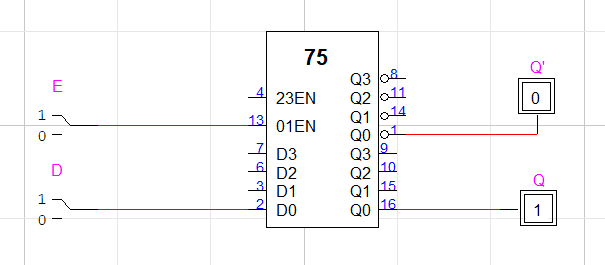 75
Q'
Q3 8
E
4 23EN
Q2 11
0
1
13 01EN
Q1 14
0
Q0 1
7 D3
Q3 9
D
6 D2
Q2 10
Q
1
3 D1
Q1 15
0
2 D0
Q0 16
1